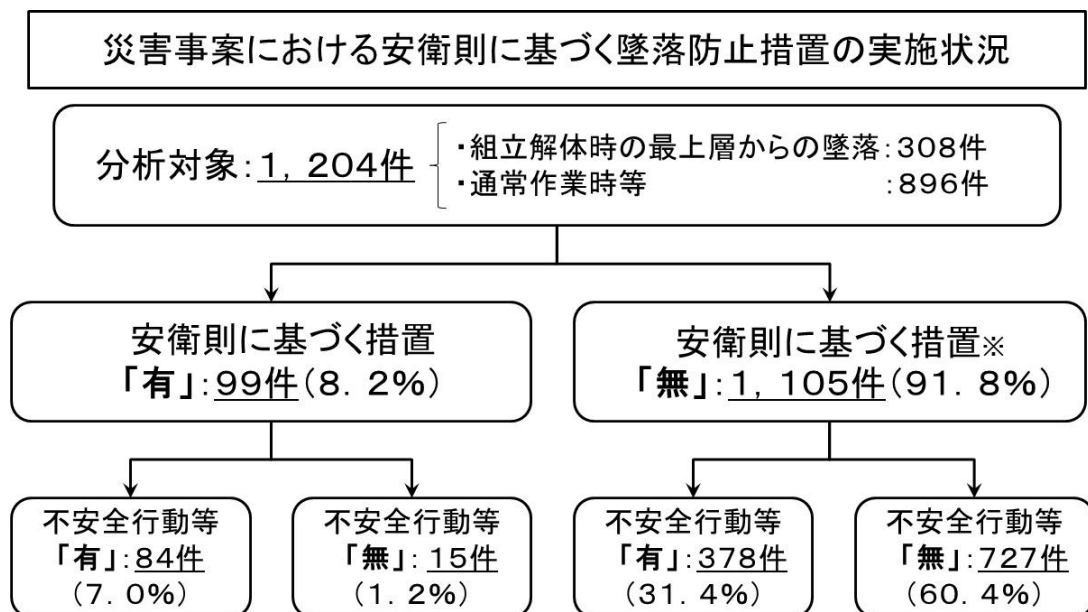 災害事案における安衛則に基づく墜落防止措置の実施状況
分析対象：1，204件
・組立解体時の最上層からの墜落：308件
・通常作業時等　　　　　　　　　：896件
安衛則に基づく措置
「有」：99件（8．2%）
安衛則に基づく措置※
「無」：1，105件（91．8%）
不安全行動等
「有」：84件
（7．0%）
不安全行動等
「無」：15件
（1．2%）
不安全行動等
「有」：378件
（31．4%）
不安全行動等
「無」：727件
（60．4%）